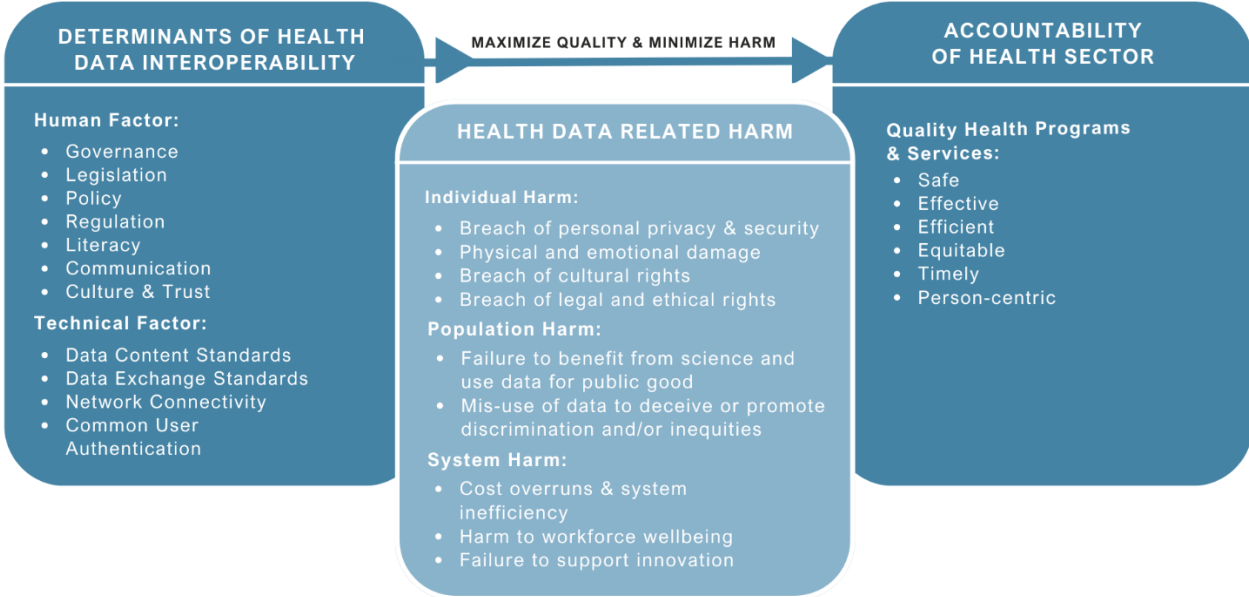 DETERMINANTS OF HEALTH
DATA INTEROPERABILITY
Human Factor:
• Governance
• Legislation
• Policy
• Regulation
• Literacy
• Communication
• Culture & Trust
Technical Factor:
• Data Content Standards
• Data Exchange Standards
• Network Connectivity
• Common User
Authentication
MAXIMIZE QUALITY & MINIMIZE HARM
HEALTH DATA RELATED HARM
Individual Harm:
• Breach of personal privacy & security
• Physical and emotional damage
• Breach of cultural rights
• Breach of legal and ethical rights
Population Harm:
• Failure to benefit from science and
use data for public good
• Mis-use of data to deceive or promote
discrimination and/or inequities
System Harm:
• Cost overruns & system
inefficiency
• Harm to workforce wellbeing
• Failure to support innovation
ACCOUNTABILITY
OF HEALTH SECTOR
Quality Health Programs
& Services:
• Safe
• Effective
• Efficient
• Equitable
• Timely
• Person-centric